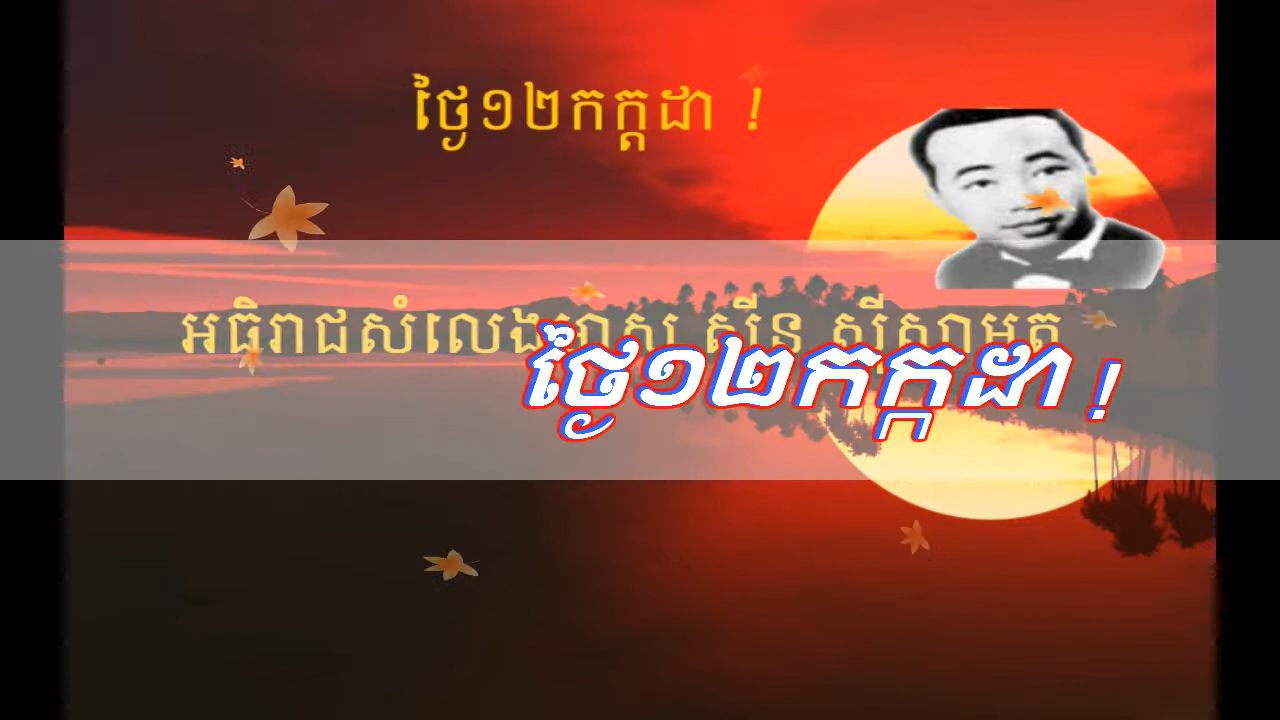 ថ្ងៃ១២កក្តដា !
អធិរាជសំលេងមាស ស៊ីន ស៊ីសាមុត
ថ្ងៃ១២កក្កដា !